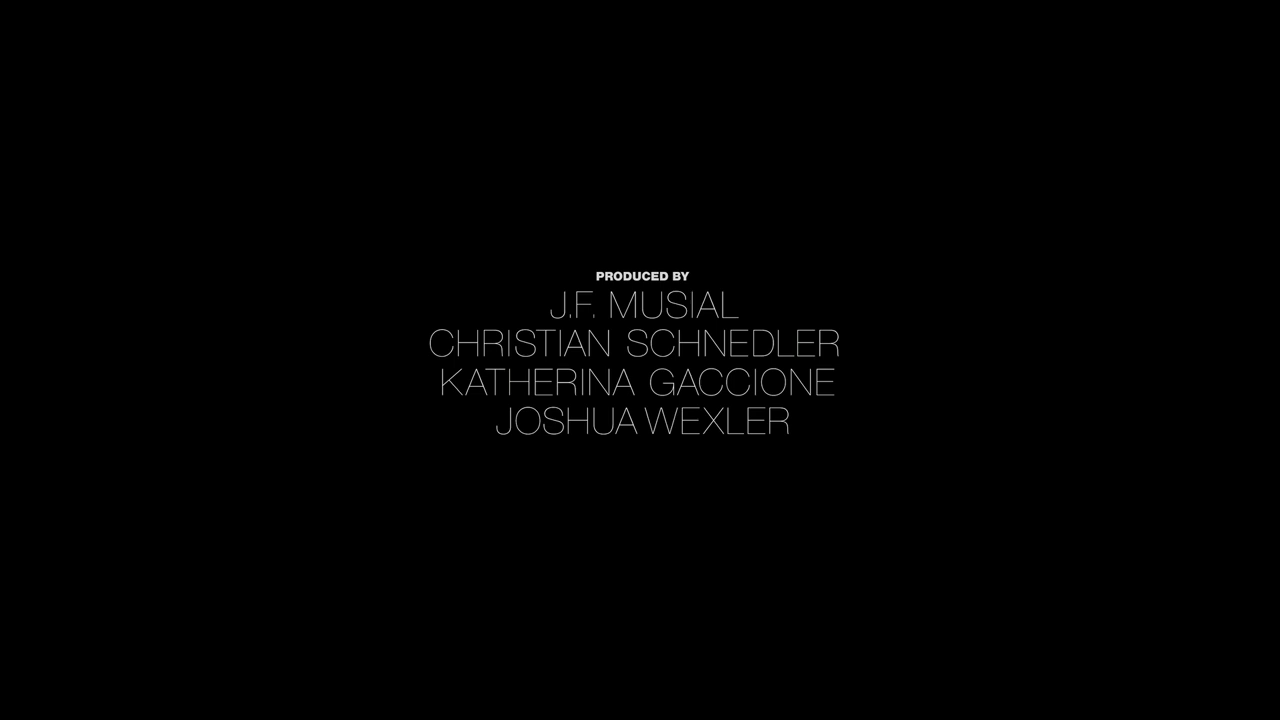 PRODUCED BY
J.F. MUSIAL
CHRISTIAN SCHNEDLER
KATHERINA GACCIONE
JOSHUA WEXLER